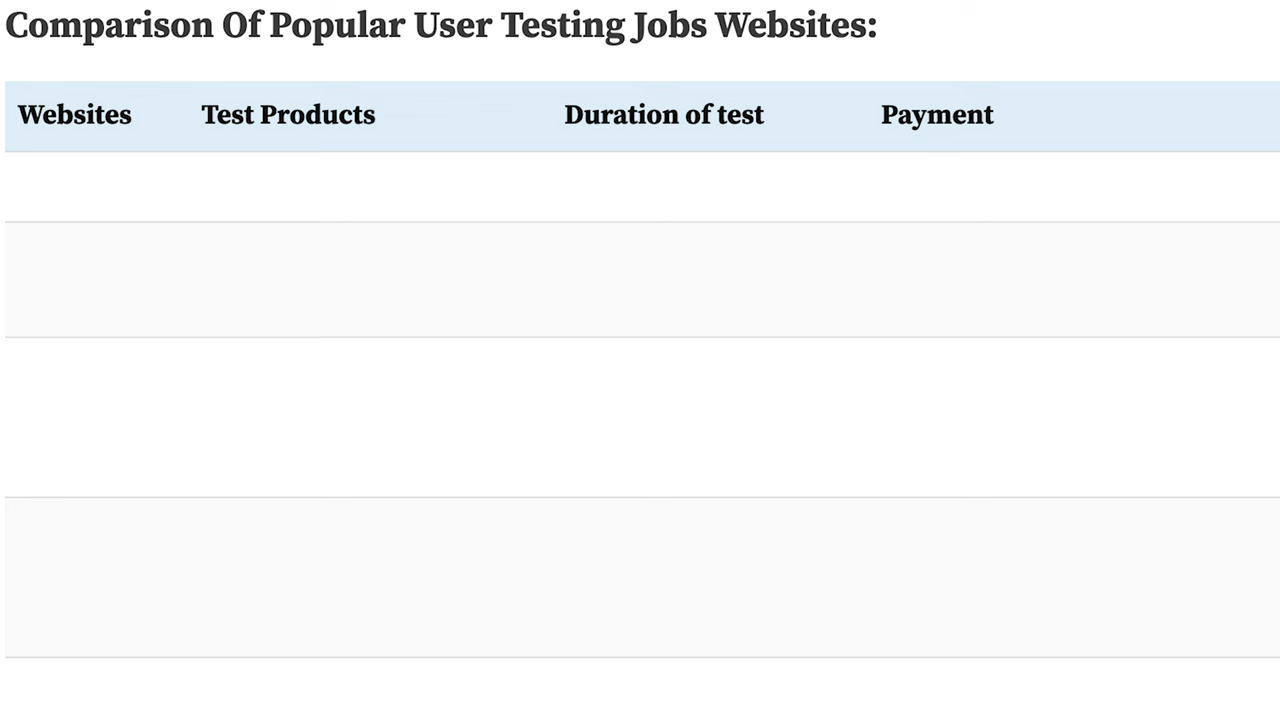 Comparison Of Popular User Testing Jobs Websites:
Websites Test Products Duration of test Payment